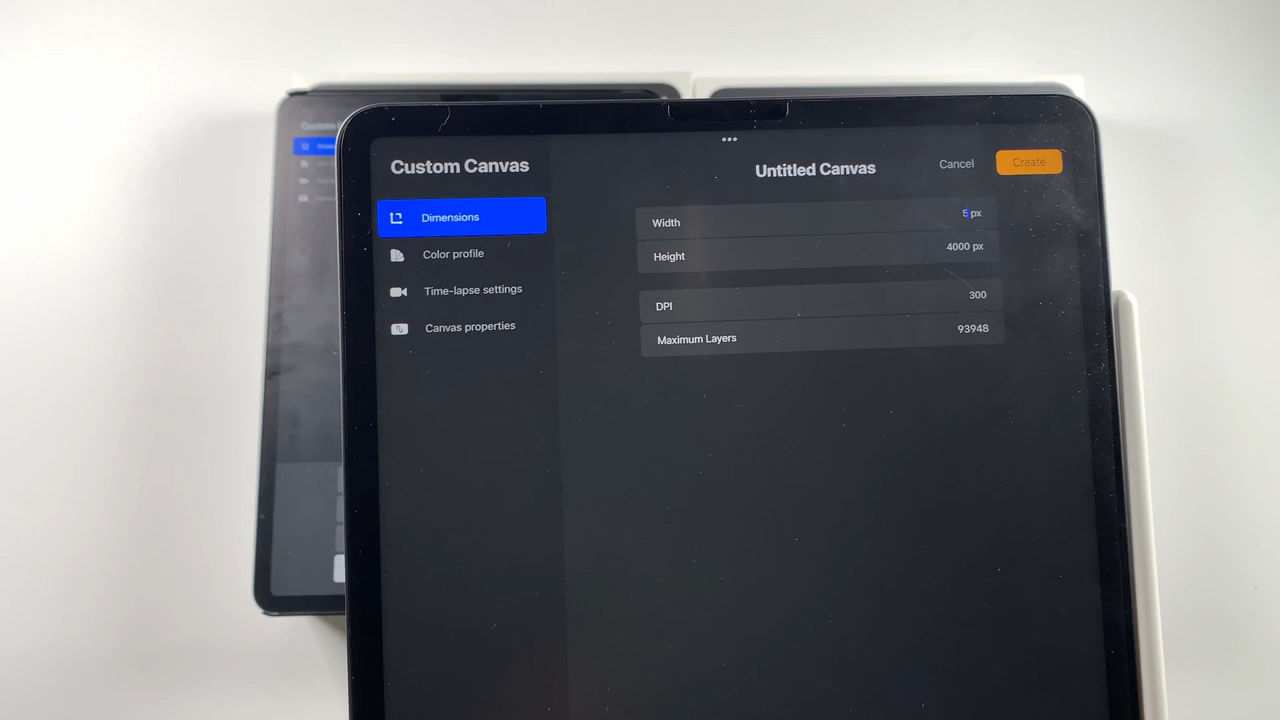 Custom Canvas
Untitled Canvas
Cancel
Create
Dimensions
Color profile
Time-lapse settings
Canvas properties
Width 5 px
Height 4000 px
DPI 300
Maximum Layers 93948